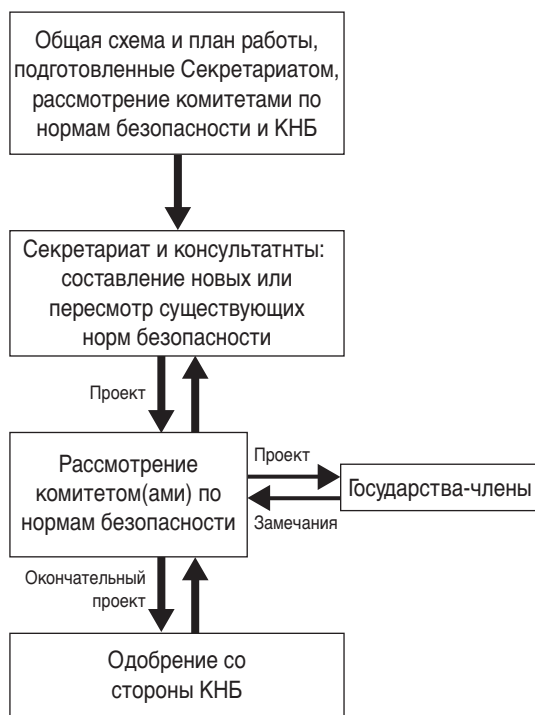 Общая схема и план работы,
подготовленные Секретариатом,
рассмотрение комитетами по
нормам безопасности и КНБ
Секретариат и консультатнты:
составление новых или
пересмотр существующих
норм безопасности
Проект
Рассмотрение
комитетом(ами) по
нормам безопасности
Проект
Государства-члены
Замечания
Окончательный
проект
Одобрение со
стороны КНБ